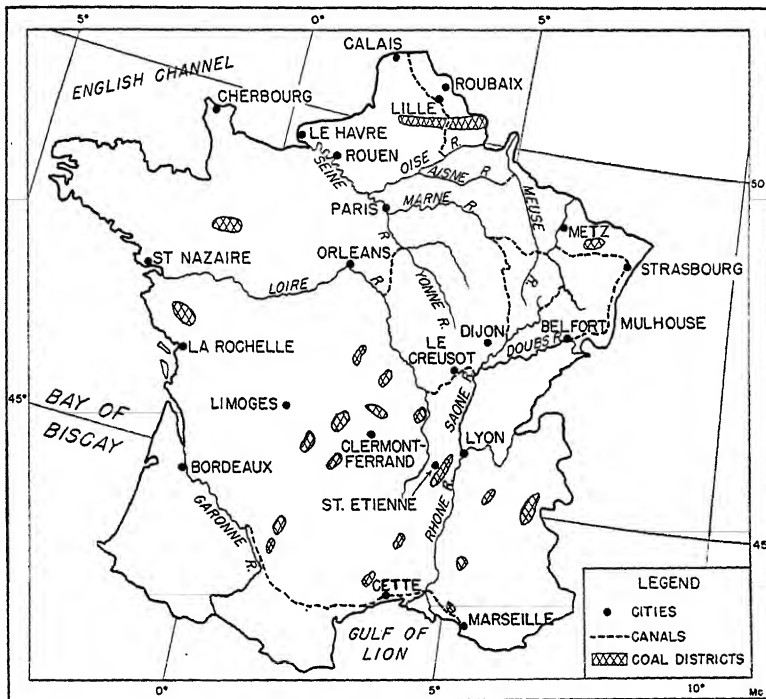 5°
0°
5°
CALAIS
ENGLISH CHANNEL
ROUBAIX
CHERBOURG
LILLE
LE HAVRE
R.
ROUEN
OISE
SEINE
AISNE R.
50
MARNE R.
MEUSE
PARIS
METZ
R
ST NAZAIRE
ORLEANS
STRASBOURG
LOIRE
R
YONNE R.
R.
DIJON
BELFORT
MULHOUSE
LE
CREUSOT
DOUBS R.
LA ROCHELLE
45°
LIMOGES
SAONE R.
BAY OF
BISCAY
CLERMONT-
FERRAND
LYON
BORDEAUX
ST. ETIENNE
GARONNE R.
RHONE R.
45
CETTE
LEGEND
CITIES
CANALS
COAL DISTRICTS
MARSEILLE
GULF OF
LION
0°
5°
10°